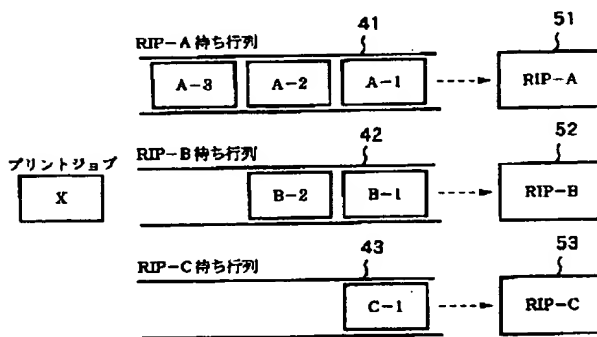 RIP-A 待ち行列
41
51
A-3
A-2
A-1
RIP-A
プリントジョブ
X
RIP-B 待ち行列
42
52
B-2
B-1
RIP-B
RIP-C 待ち行列
43
53
C-1
RIP-C